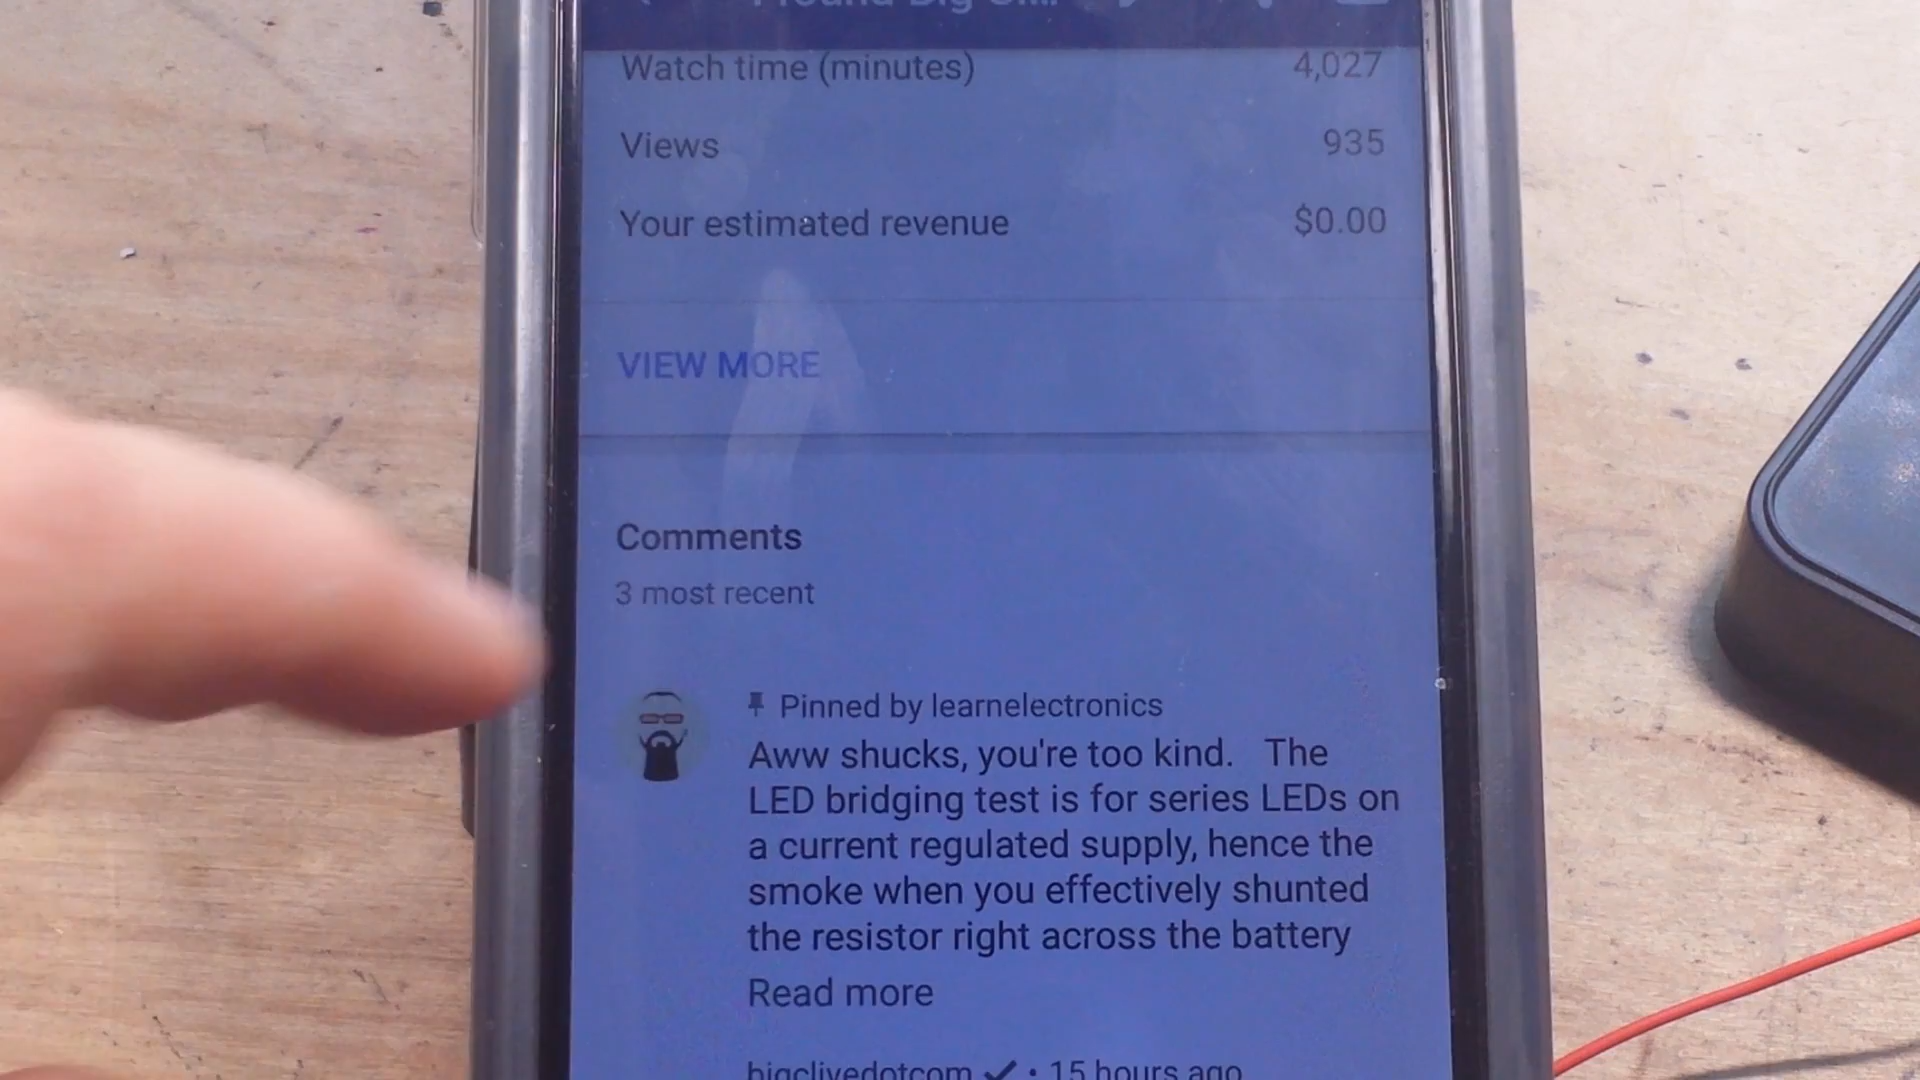 Watch time (minutes) 4,027
Views 935
Your estimated revenue $0.00
VIEW MORE
Comments
3 most recent
Pinned by learnelectronics
Aww shucks, you're too kind. The
LED bridging test is for series LEDs on
a current regulated supply, hence the
smoke when you effectively shunted
the resistor right across the battery
Read more
bigclivedotcom ✓ · 15 hours ago